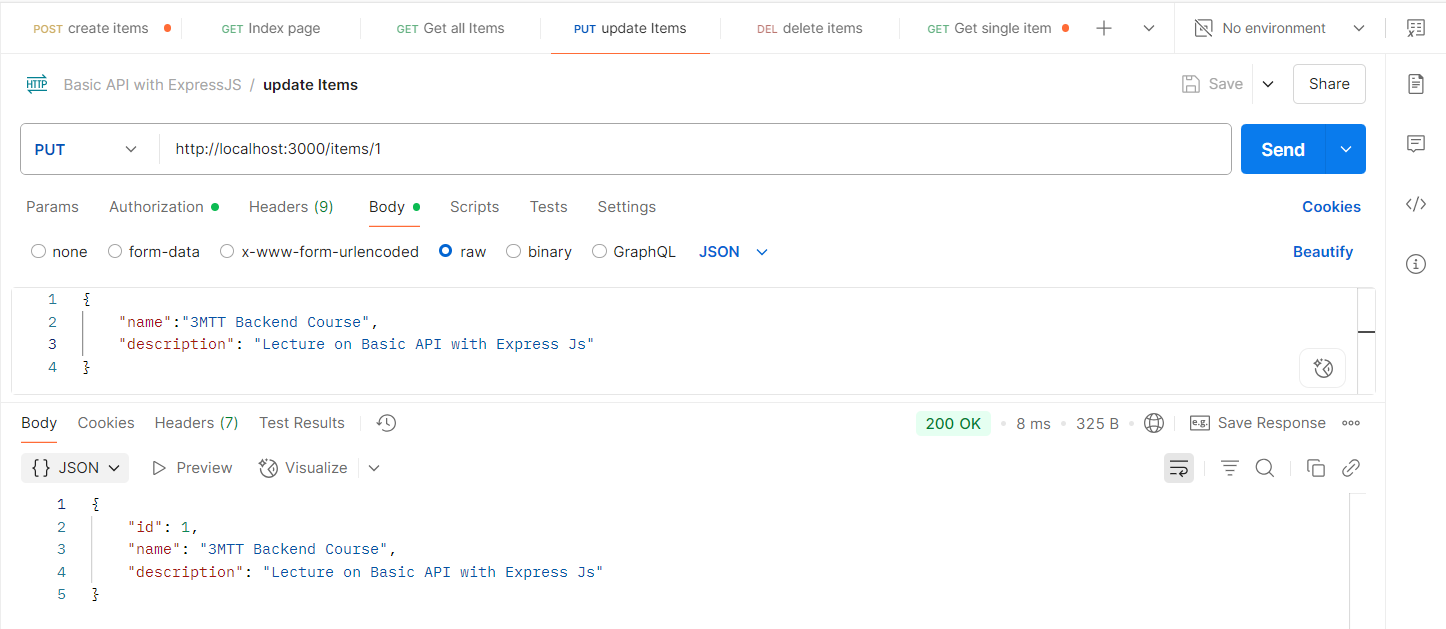 POST create items GET Index page GET Get all Items PUT update Items DEL delete items GET Get single item No environment
HTTP Basic API with ExpressJS / update Items Save Share
PUT http://localhost:3000/items/1 Send
Params Authorization Headers (9) Body Scripts Tests Settings Cookies
none form-data x-www-form-urlencoded raw binary GraphQL JSON Beautify
1 {
2 "name":"3MTT Backend Course",
3 "description": "Lecture on Basic API with Express Js"
4 }
Body Cookies Headers (7) Test Results 200 OK 8 ms 325 B e.g. Save Response
{} JSON Preview Visualize
1 {
2 "id": 1,
3 "name": "3MTT Backend Course",
4 "description": "Lecture on Basic API with Express Js"
5 }